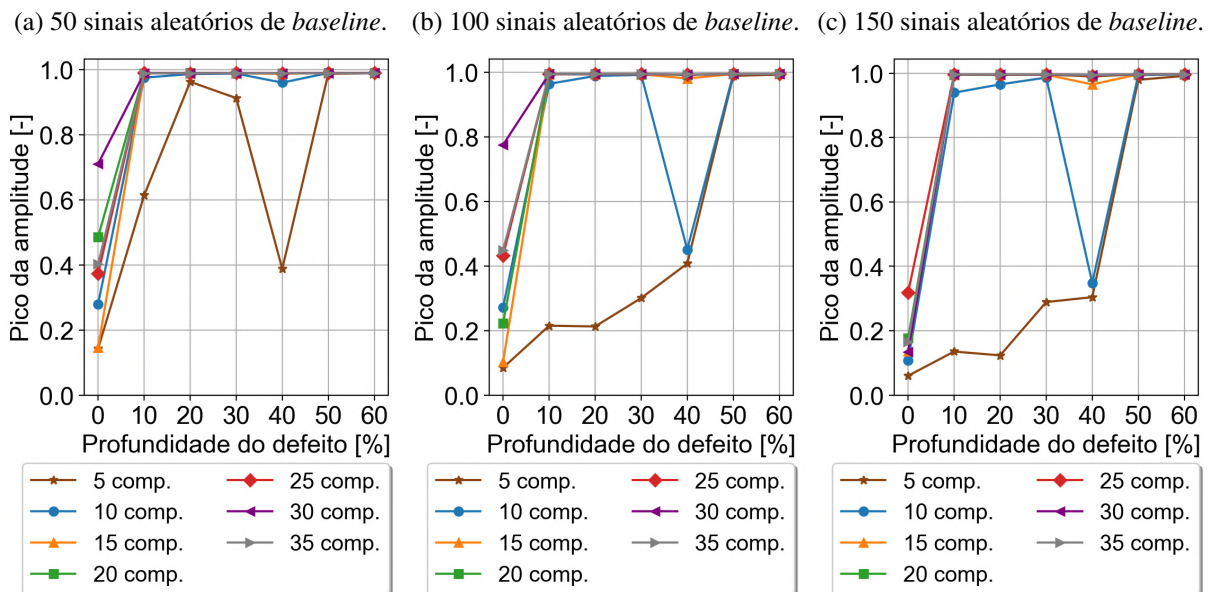 (a) 50 sinais aleatórios de baseline.
Pico da amplitude [-]
1.0
0.8
0.6
0.4
0.2
0.0
0 10 20 30 40 50 60
Profundidade do defeito [%]
5 comp.
10 comp.
15 comp.
20 comp.
25 comp.
30 comp.
35 comp.
(b) 100 sinais aleatórios de baseline.
Pico da amplitude [-]
1.0
0.8
0.6
0.4
0.2
0.0
0 10 20 30 40 50 60
Profundidade do defeito [%]
5 comp.
10 comp.
15 comp.
20 comp.
25 comp.
30 comp.
35 comp.
(c) 150 sinais aleatórios de baseline.
Pico da amplitude [-]
1.0
0.8
0.6
0.4
0.2
0.0
0 10 20 30 40 50 60
Profundidade do defeito [%]
5 comp.
10 comp.
15 comp.
20 comp.
25 comp.
30 comp.
35 comp.